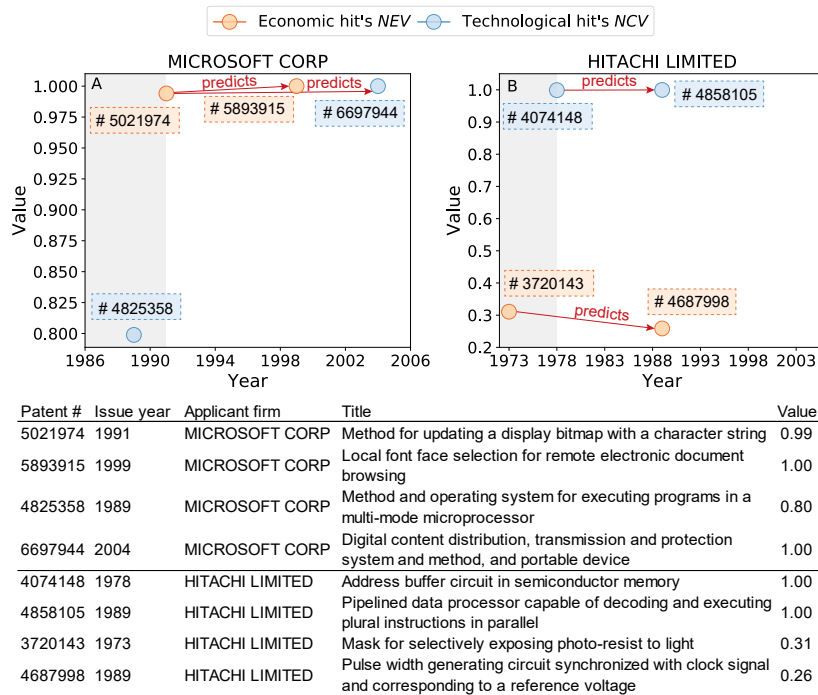 Economic hit's NEV Technological hit's NCV
MICROSOFT CORP
A
predicts predicts
# 5021974
# 5893915
# 6697944
# 4825358
Value
1.000
0.975
0.950
0.925
0.900
0.875
0.850
0.825
0.800
1986 1990 1994 1998 2002 2006
Year
HITACHI LIMITED
B
predicts
# 4858105
# 4074148
# 3720143
# 4687998
predicts
Value
1.0
0.9
0.8
0.7
0.6
0.5
0.4
0.3
0.2
1973 1978 1983 1988 1993 1998 2003
Year
Patent # Issue year Applicant firm Title Value
5021974 1991 MICROSOFT CORP Method for updating a display bitmap with a character string 0.99
5893915 1999 MICROSOFT CORP Local font face selection for remote electronic document 1.00
browsing
4825358 1989 MICROSOFT CORP Method and operating system for executing programs in a 0.80
multi-mode microprocessor
6697944 2004 MICROSOFT CORP Digital content distribution, transmission and protection 1.00
system and method, and portable device
4074148 1978 HITACHI LIMITED Address buffer circuit in semiconductor memory 1.00
4858105 1989 HITACHI LIMITED Pipelined data processor capable of decoding and executing 1.00
plural instructions in parallel
3720143 1973 HITACHI LIMITED Mask for selectively exposing photo-resist to light 0.31
4687998 1989 HITACHI LIMITED Pulse width generating circuit synchronized with clock signal 0.26
and corresponding to a reference voltage